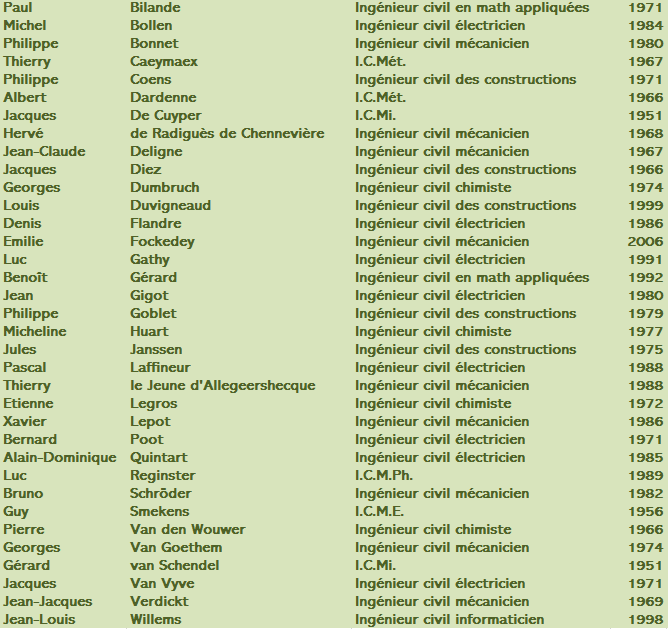 Paul Bilande Ingénieur civil en math appliquées 1971
Michel Bollen Ingénieur civil électricien 1984
Philippe Bonnet Ingénieur civil mécanicien 1980
Thierry Caeymaex I.C.Mét. 1967
Philippe Coens Ingénieur civil des constructions 1971
Albert Dardenne I.C.Mét. 1966
Jacques De Cuyper I.C.Mi. 1951
Hervé de Radiguès de Chennevière Ingénieur civil mécanicien 1968
Jean-Claude Deligne Ingénieur civil mécanicien 1967
Jacques Diez Ingénieur civil des constructions 1966
Georges Dumbruch Ingénieur civil chimiste 1974
Louis Duvigneaud Ingénieur civil des constructions 1999
Denis Flandre Ingénieur civil électricien 1986
Emilie Fockedey Ingénieur civil mécanicien 2006
Luc Gathy Ingénieur civil électricien 1991
Benoît Gérard Ingénieur civil en math appliquées 1992
Jean Gigot Ingénieur civil électricien 1980
Philippe Goblet Ingénieur civil des constructions 1979
Micheline Huart Ingénieur civil chimiste 1977
Jules Janssen Ingénieur civil des constructions 1975
Pascal Laffineur Ingénieur civil électricien 1988
Thierry le Jeune d'Allegeershecque Ingénieur civil mécanicien 1988
Etienne Legros Ingénieur civil chimiste 1972
Xavier Lepot Ingénieur civil mécanicien 1986
Bernard Poot Ingénieur civil électricien 1971
Alain-Dominique Quintart Ingénieur civil électricien 1985
Luc Reginster I.C.M.Ph. 1989
Bruno Schröder Ingénieur civil mécanicien 1982
Guy Smekens I.C.M.E. 1956
Pierre Van den Wouwer Ingénieur civil chimiste 1966
Georges Van Goethem Ingénieur civil mécanicien 1974
Gérard van Schendel I.C.Mi. 1951
Jacques Van Vyve Ingénieur civil électricien 1971
Jean-Jacques Verdickt Ingénieur civil mécanicien 1969
Jean-Louis Willems Ingénieur civil informaticien 1998